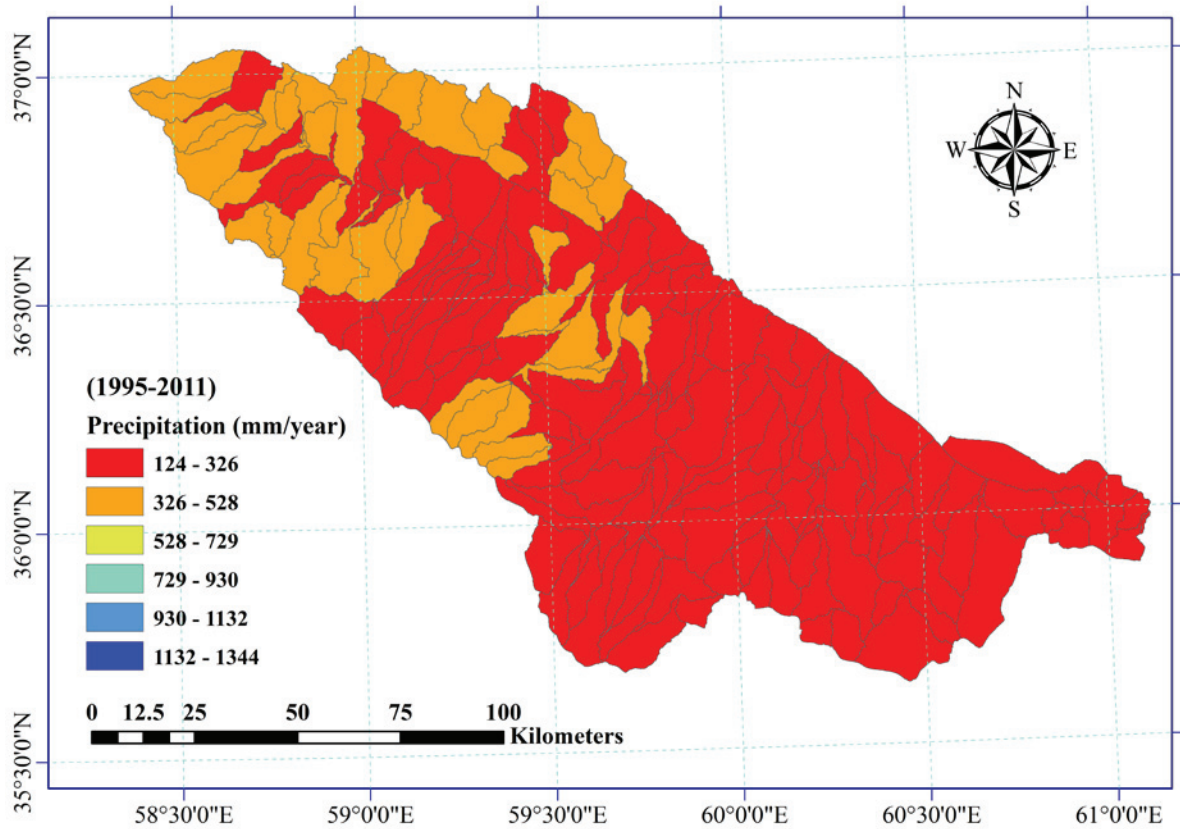 37°0'0"N
36°30'0"N
36°0'0"N
35°30'0"N
N
W E
S
(1995-2011)
Precipitation (mm/year)
124 - 326
326 - 528
528 - 729
729 - 930
930 - 1132
1132 - 1344
0 12.5 25 50 75 100
Kilometers
58°30'0"E 59°0'0"E 59°30'0"E 60°0'0"E 60°30'0"E 61°0'0"E